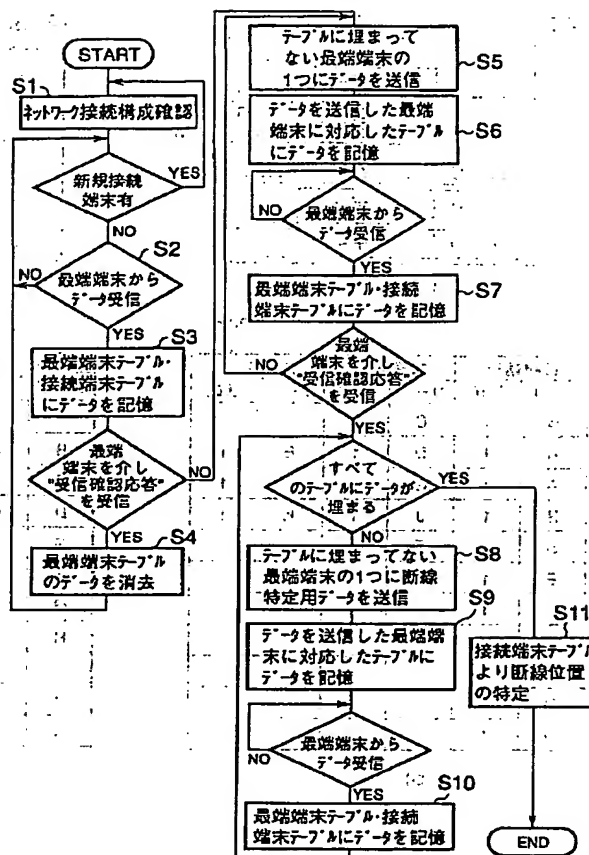 START
S1
ネットワーク接続構成確認
新規接続
端末有
YES
NO
S2
最端端末から
データ受信
NO
YES
S3
最端端末テーブル・
接続端末テーブル
にデータを記憶
最端
端末を介し
"受信確認応答"
を受信
NO
YES
S4
最端端末テーブル
のデータを消去
テーブルに埋まって
ない最端端末の
1つにデータを送信
S5
データを送信した最端
端末に対応したテーブル
にデータを記憶
S6
最端端末から
データ受信
NO
YES
最端端末テーブル・接続
端末テーブルにデータを記憶
S7
最端
端末を介し
"受信確認応答"
を受信
NO
YES
すべて
のテーブルにデータが
埋まる
YES
NO
テーブルに埋まってない
最端端末の1つに断線
特定用データを送信
S8
データを送信した最端端
末に対応したテーブルに
データを記憶
S9
最端端末から
データ受信
NO
YES
S10
最端端末テーブル・接続
端末テーブルにデータを記憶
S11
接続端末テーブル
より断線位置
の特定
END